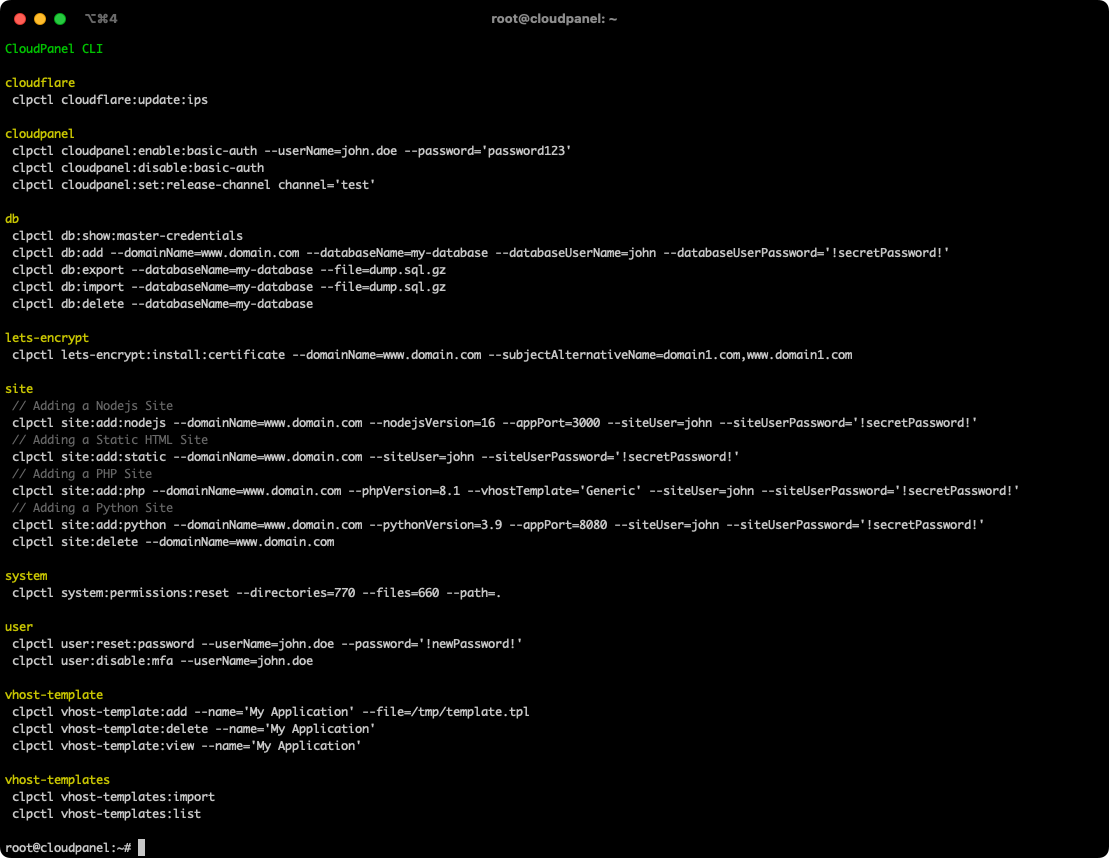 ⌥⌘4
root@cloudpanel: ~
CloudPanel CLI
cloudflare
clpctl cloudflare:update:ips
cloudpanel
clpctl cloudpanel:enable:basic-auth --userName=john.doe --password='password123'
clpctl cloudpanel:disable:basic-auth
clpctl cloudpanel:set:release-channel channel='test'
db
clpctl db:show:master-credentials
clpctl db:add --domainName=www.domain.com --databaseName=my-database --databaseUserName=john --databaseUserPassword='!secretPassword!'
clpctl db:export --databaseName=my-database --file=dump.sql.gz
clpctl db:import --databaseName=my-database --file=dump.sql.gz
clpctl db:delete --databaseName=my-database
lets-encrypt
clpctl lets-encrypt:install:certificate --domainName=www.domain.com --subjectAlternativeName=domain1.com,www.domain1.com
site
// Adding a Nodejs Site
clpctl site:add:nodejs --domainName=www.domain.com --nodejsVersion=16 --appPort=3000 --siteUser=john --siteUserPassword='!secretPassword!'
// Adding a Static HTML Site
clpctl site:add:static --domainName=www.domain.com --siteUser=john --siteUserPassword='!secretPassword!'
// Adding a PHP Site
clpctl site:add:php --domainName=www.domain.com --phpVersion=8.1 --vhostTemplate='Generic' --siteUser=john --siteUserPassword='!secretPassword!'
// Adding a Python Site
clpctl site:add:python --domainName=www.domain.com --pythonVersion=3.9 --appPort=8080 --siteUser=john --siteUserPassword='!secretPassword!'
clpctl site:delete --domainName=www.domain.com
system
clpctl system:permissions:reset --directories=770 --files=660 --path=.
user
clpctl user:reset:password --userName=john.doe --password='!newPassword!'
clpctl user:disable:mfa --userName=john.doe
vhost-template
clpctl vhost-template:add --name='My Application' --file=/tmp/template.tpl
clpctl vhost-template:delete --name='My Application'
clpctl vhost-template:view --name='My Application'
vhost-templates
clpctl vhost-templates:import
clpctl vhost-templates:list
root@cloudpanel:~#